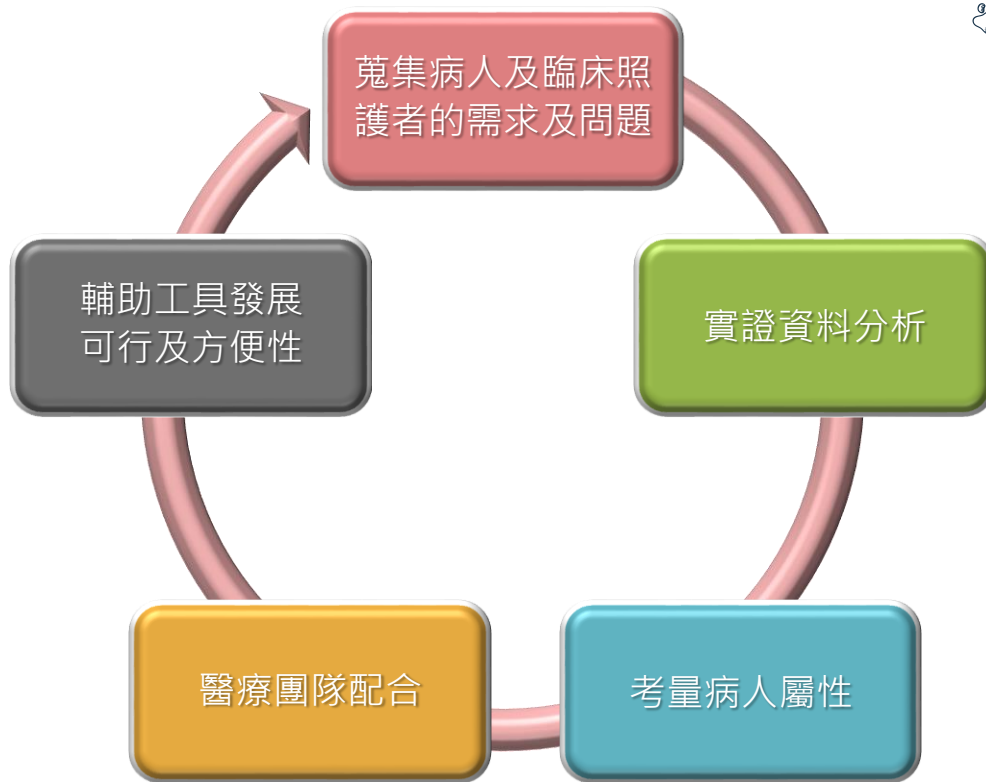 蒐集病人及臨床照
護者的需求及問題
實證資料分析
考量病人屬性
醫療團隊配合
輔助工具發展
可行及方便性